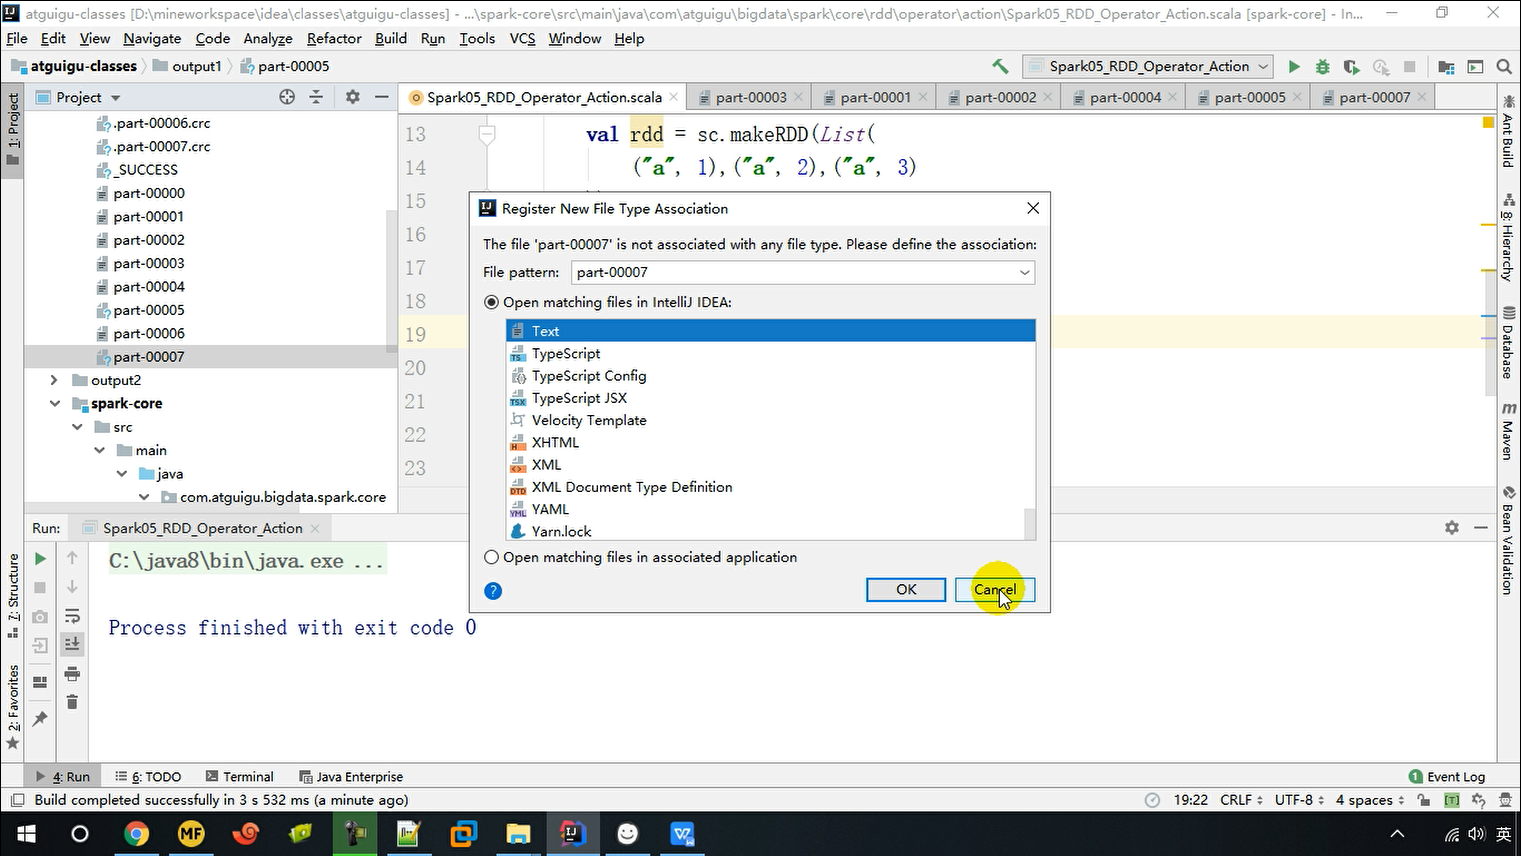 atguigu-classes [D:\mineworkspace\idea\classes\atguigu-classes] - ...\spark-core\src\main\java\com\atguigu\bigdata\spark\core\rdd\operator\action\Spark05_RDD_Operator_Action.scala [spark-core] - In...
File Edit View Navigate Code Analyze Refactor Build Run Tools VCS Window Help
atguigu-classes output1 part-00005 Spark05_RDD_Operator_Action
1: Project
Project
Spark05_RDD_Operator_Action.scala part-00003 part-00001 part-00002 part-00004 part-00005 part-00007
.part-00006.crc
.part-00007.crc
_SUCCESS
part-00000
part-00001
part-00002
part-00003
part-00004
part-00005
part-00006
part-00007
output2
spark-core
src
main
java
com.atguigu.bigdata.spark.core
13 val rdd = sc.makeRDD(List(
14 ("a", 1),("a", 2),("a", 3)
15
16
17
18
19
20
21
22
23
Register New File Type Association
The file 'part-00007' is not associated with any file type. Please define the association:
File pattern: part-00007
Open matching files in IntelliJ IDEA:
Text
TypeScript
TypeScript Config
TypeScript JSX
Velocity Template
XHTML
XML
XML Document Type Definition
YAML
Yarn.lock
Open matching files in associated application
? OK Cancel
Ant Build
8: Hierarchy
Database
Maven
Bean Validation
Run: Spark05_RDD_Operator_Action
C:\java8\bin\java.exe ...
Process finished with exit code 0
7: Structure
2: Favorites
4: Run 6: TODO Terminal Java Enterprise 1 Event Log
Build completed successfully in 3 s 532 ms (a minute ago) 19:22 CRLF UTF-8 4 spaces [T]
MF
英